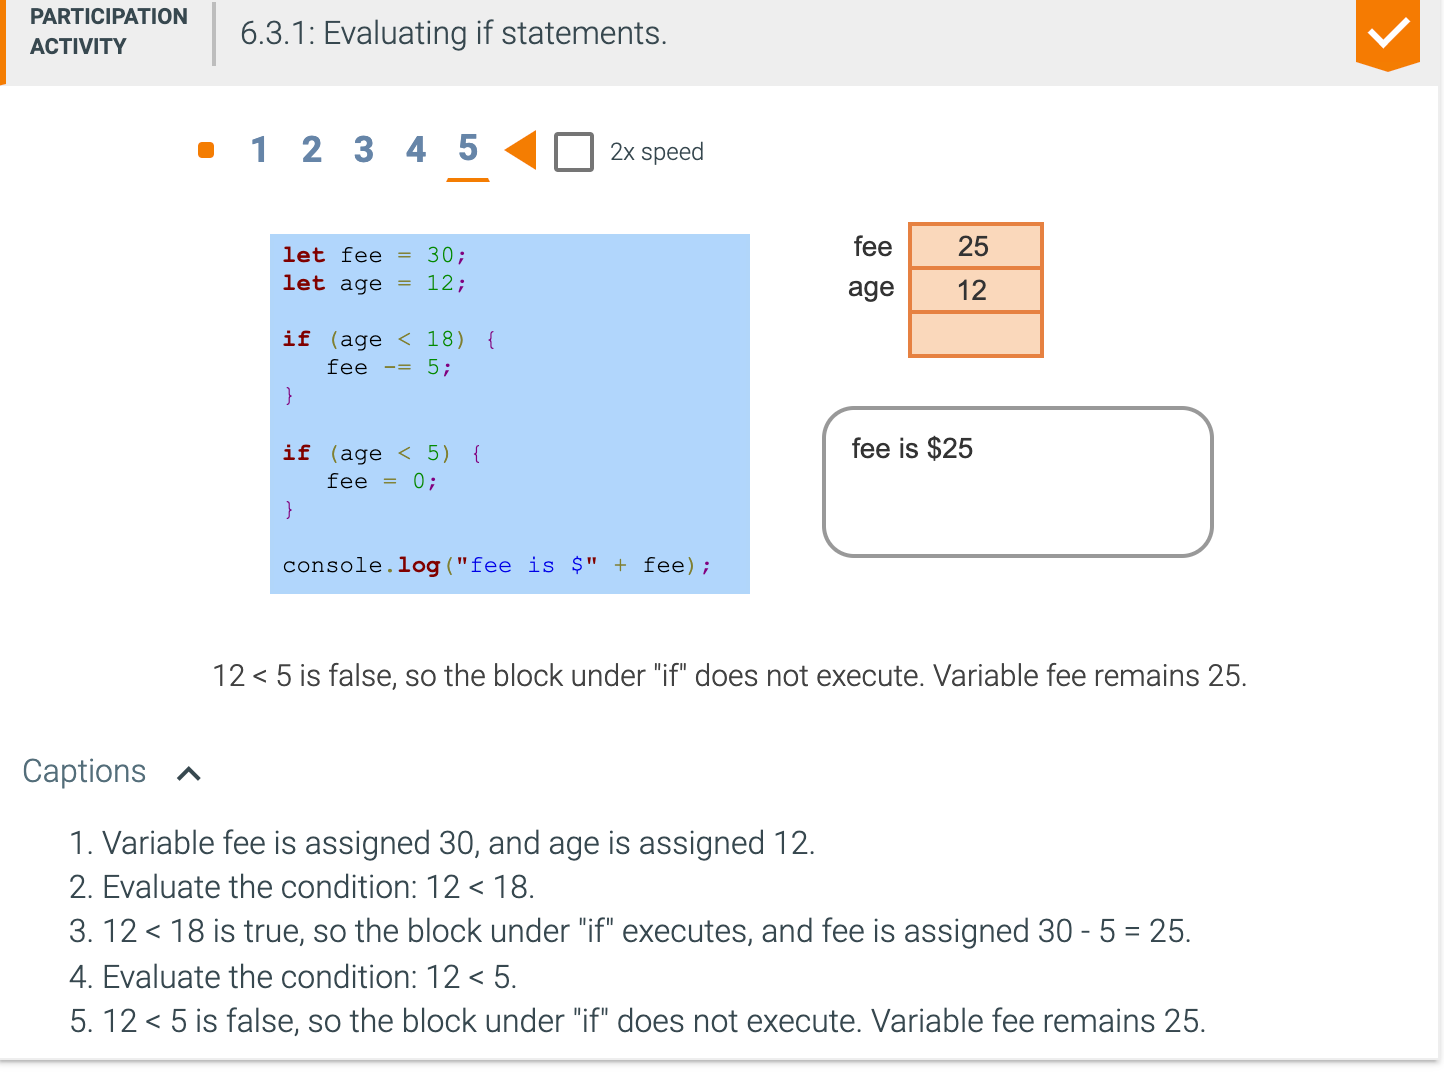 PARTICIPATION
ACTIVITY
6.3.1: Evaluating if statements.
1 2 3 4 5 2x speed
let fee = 30;
let age = 12;
if (age < 18) {
fee -= 5;
}
if (age < 5) {
fee = 0;
}
console.log("fee is $" + fee);
fee 25
age 12
fee is $25
12 < 5 is false, so the block under "if" does not execute. Variable fee remains 25.
Captions
1. Variable fee is assigned 30, and age is assigned 12.
2. Evaluate the condition: 12 < 18.
3. 12 < 18 is true, so the block under "if" executes, and fee is assigned 30 - 5 = 25.
4. Evaluate the condition: 12 < 5.
5. 12 < 5 is false, so the block under "if" does not execute. Variable fee remains 25.